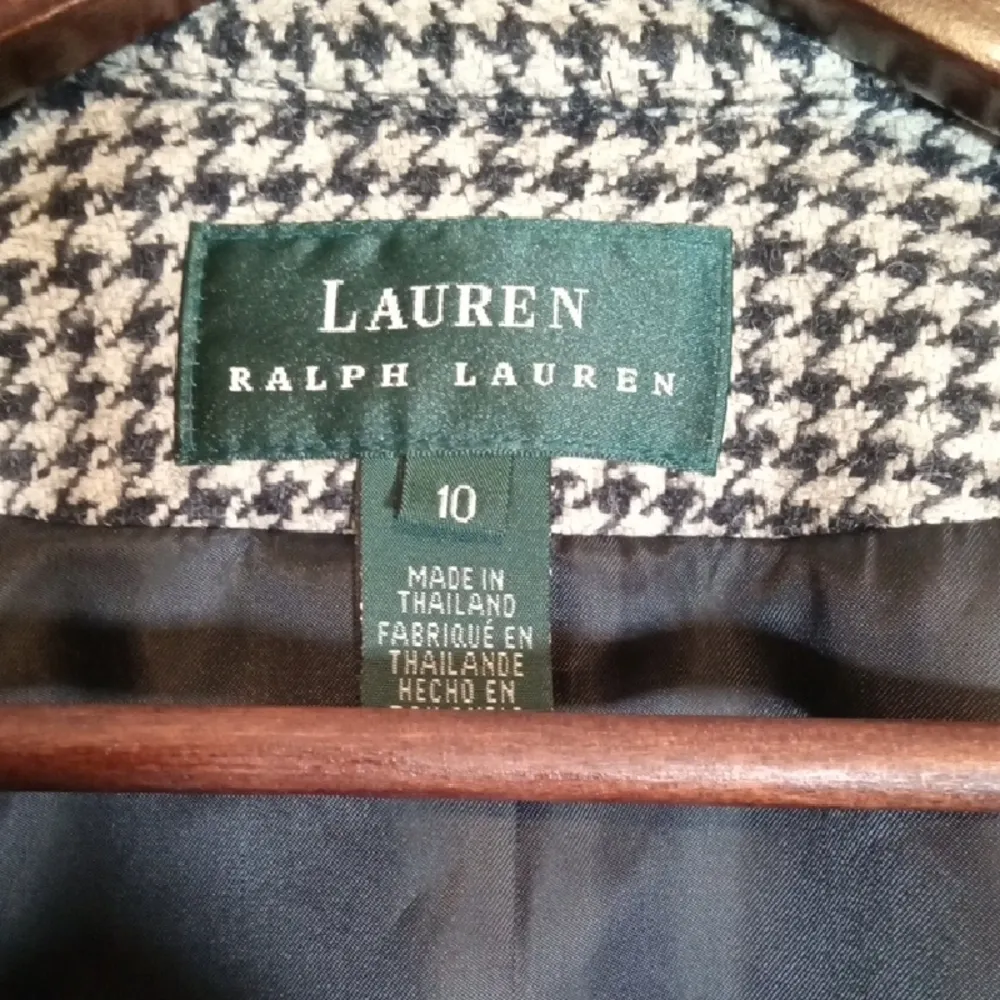 LAUREN
RALPH LAUREN
10
MADE IN
THAILAND
FABRIQUÉ EN
THAILANDE
HECHO EN